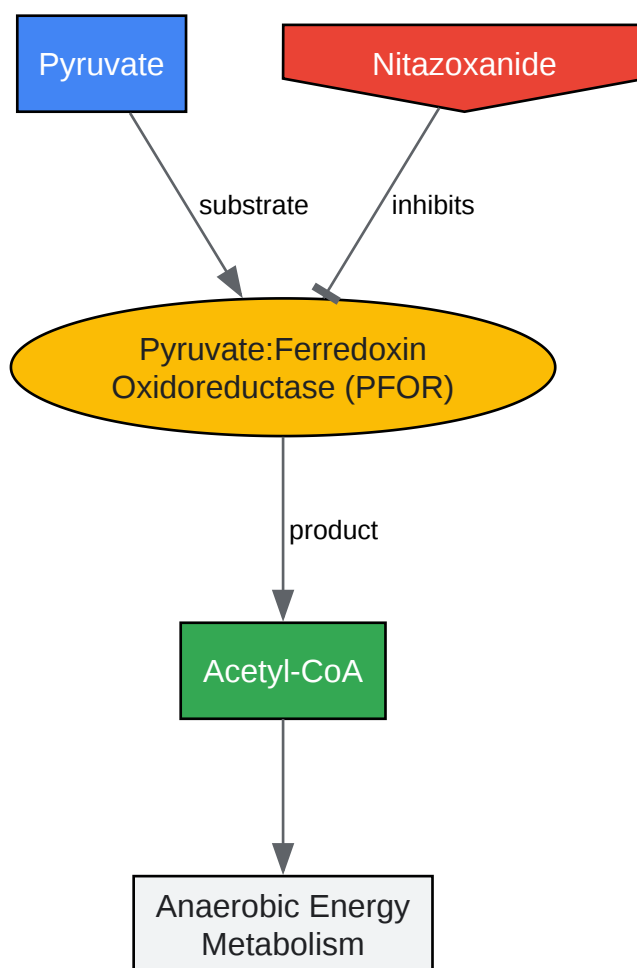 Pyruvate
Nitazoxanide
substrate
inhibits
Pyruvate:Ferredoxin
Oxidoreductase (PFOR)
product
Acetyl-CoA
Anaerobic Energy
Metabolism